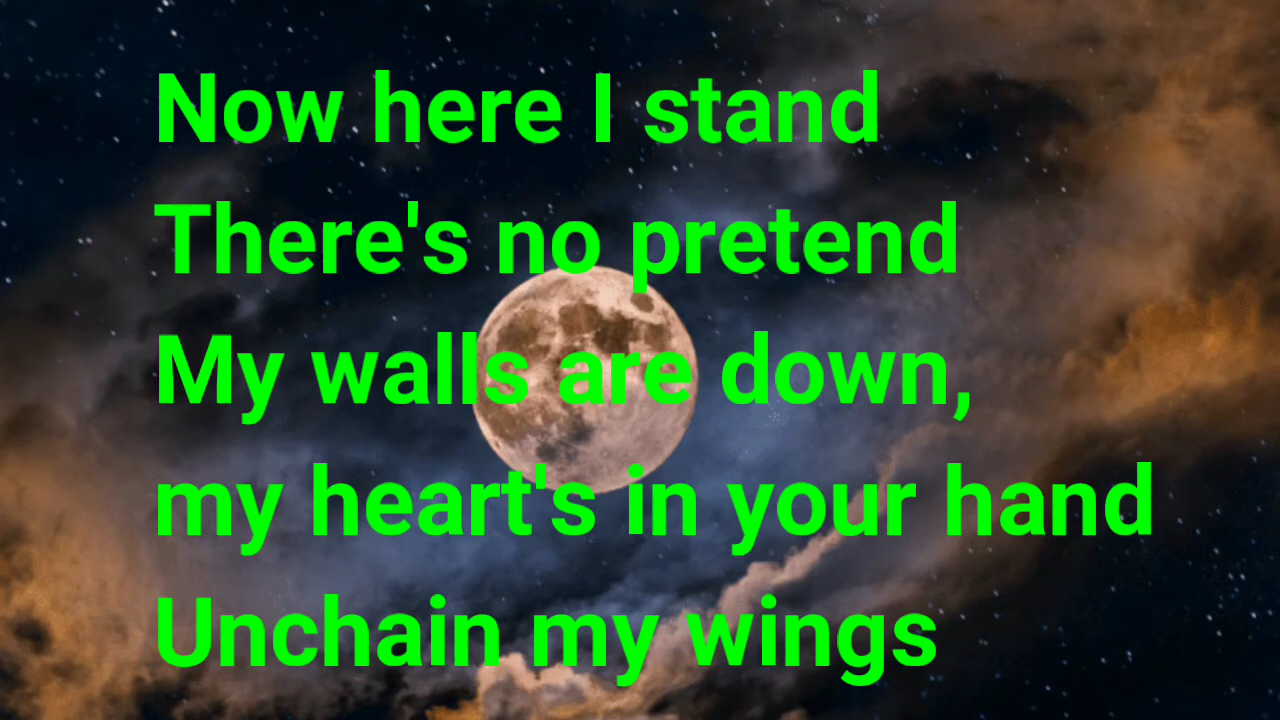 Now here I stand
There's no pretend
My walls are down,
my heart's in your hand
Unchain my wings